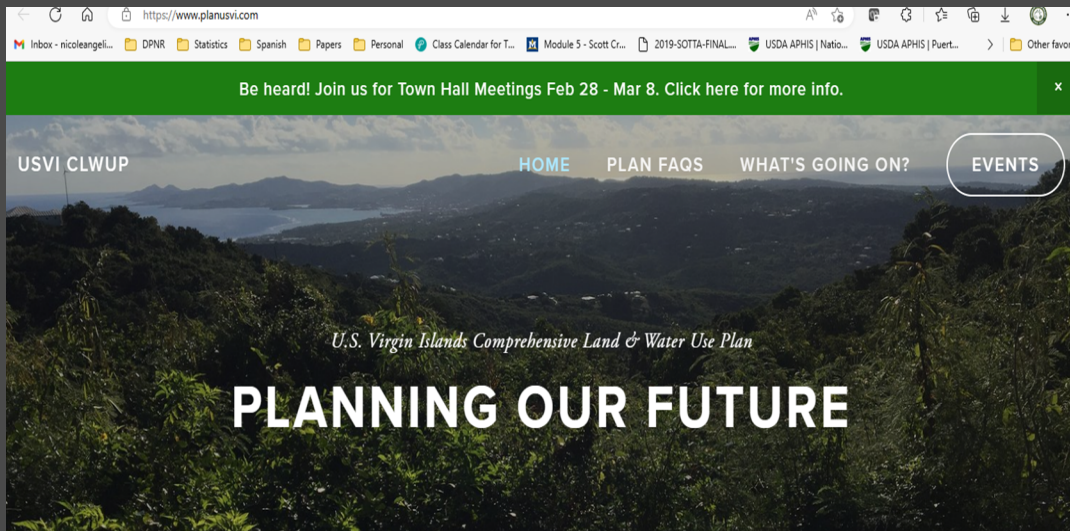 https://www.planusvi.com
Inbox - nicoleangeli... DPNR Statistics Spanish Papers Personal Class Calendar for T... Module 5 - Scott Cr... 2019-SOTTA-FINAL.... USDA APHIS | Natio... USDA APHIS | Puert... Other favor
Be heard! Join us for Town Hall Meetings Feb 28 - Mar 8. Click here for more info. x
USVI CLWUP HOME PLAN FAQS WHAT'S GOING ON? EVENTS
U.S. Virgin Islands Comprehensive Land & Water Use Plan
PLANNING OUR FUTURE